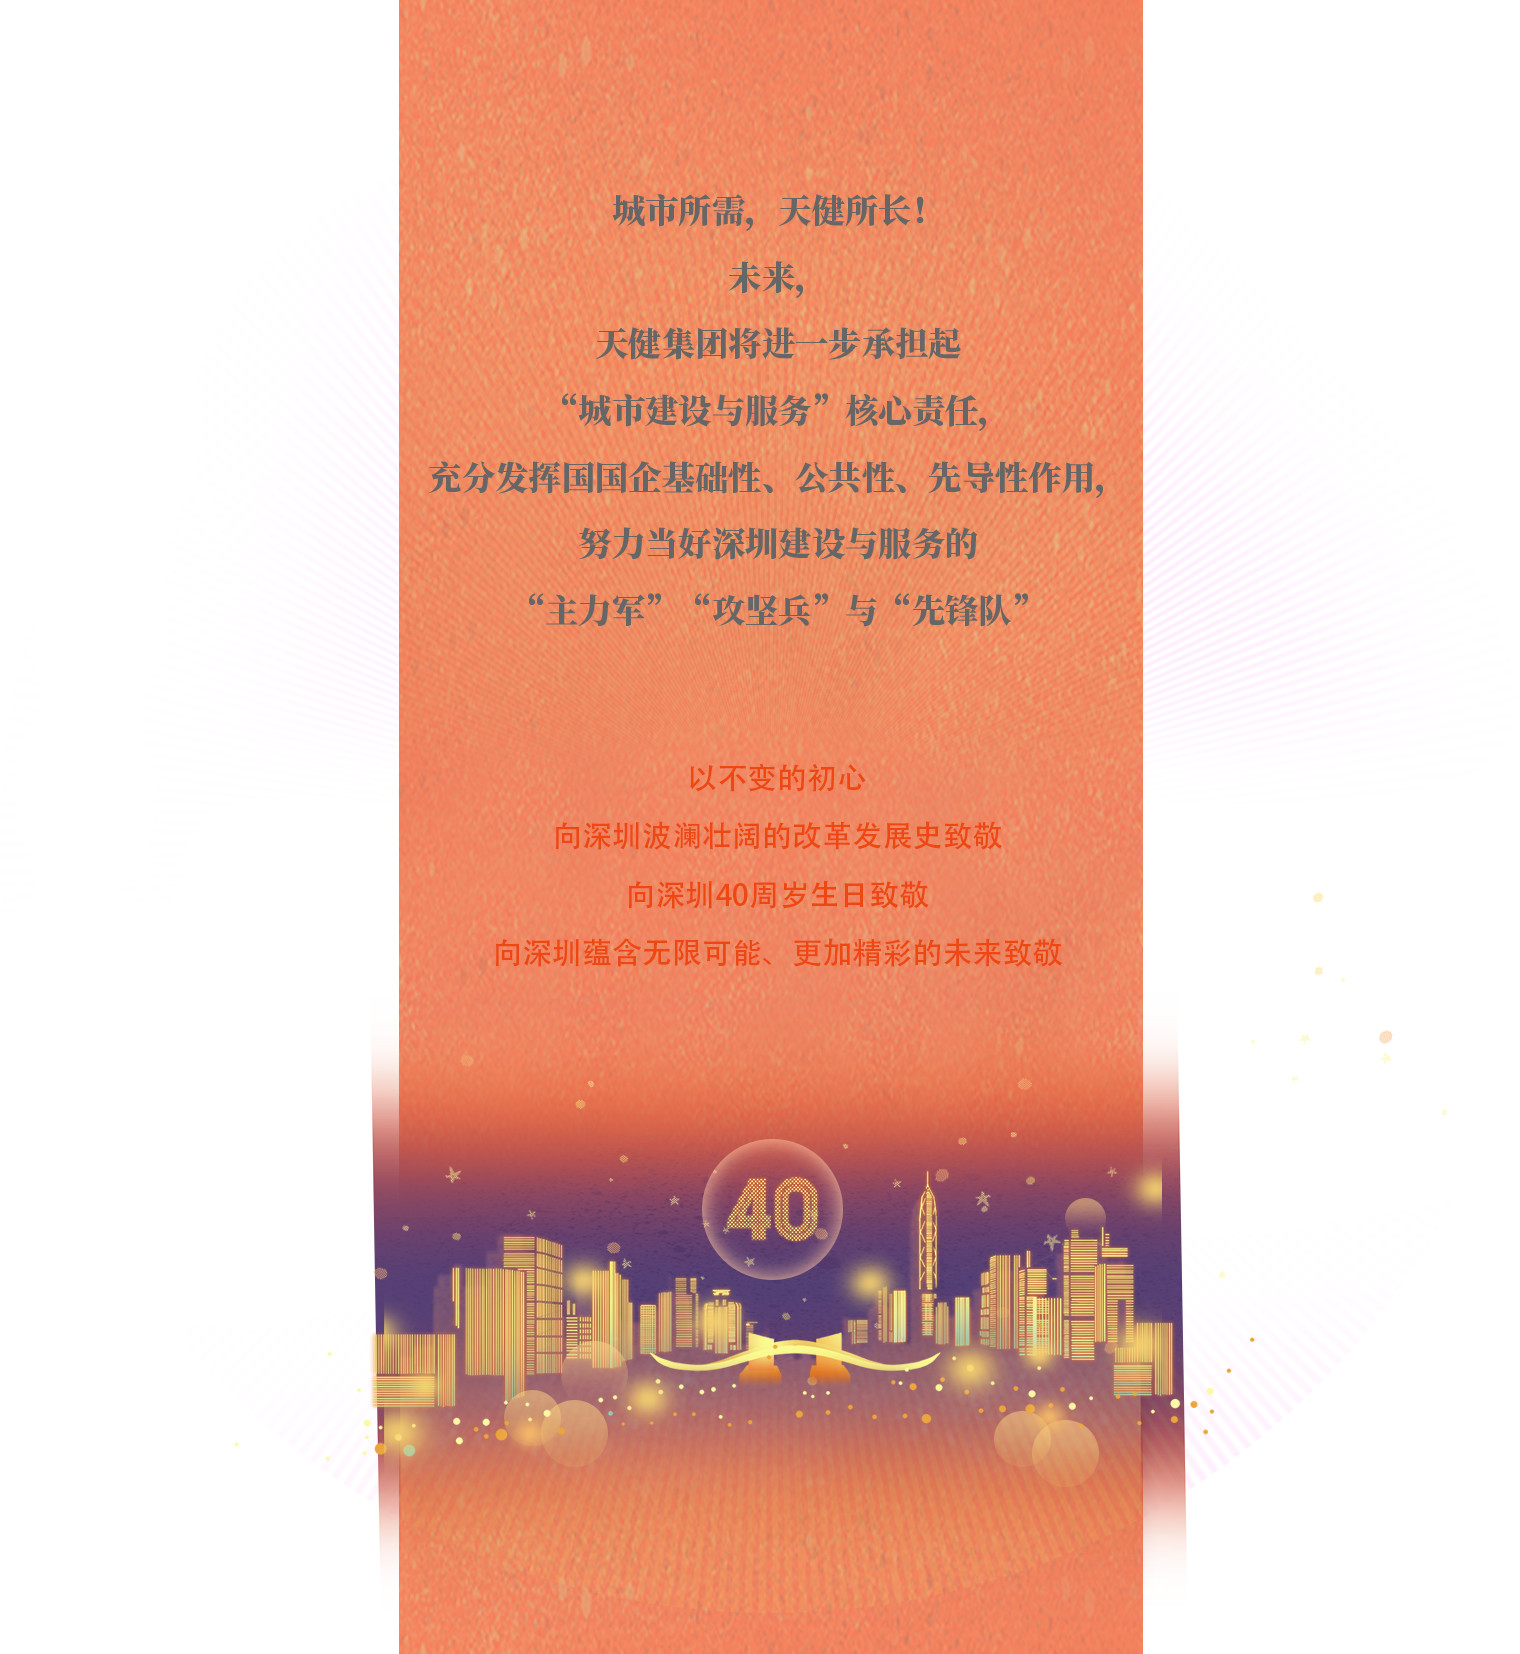 城市所需，天健所长！
未来，
天健集团将进一步承担起
“城市建设与服务”核心责任，
充分发挥国国企基础性、公共性、先导性作用，
努力当好深圳建设与服务的
“主力军”“攻坚兵”与“先锋队”
以不变的初心
向深圳波澜壮阔的改革发展史致敬
向深圳40周岁生日致敬
向深圳蕴含无限可能、更加精彩的未来致敬
40